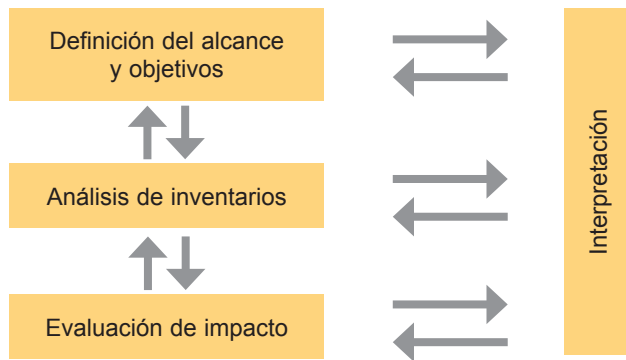 Definición del alcance
y objetivos
Análisis de inventarios
Evaluación de impacto
Interpretación